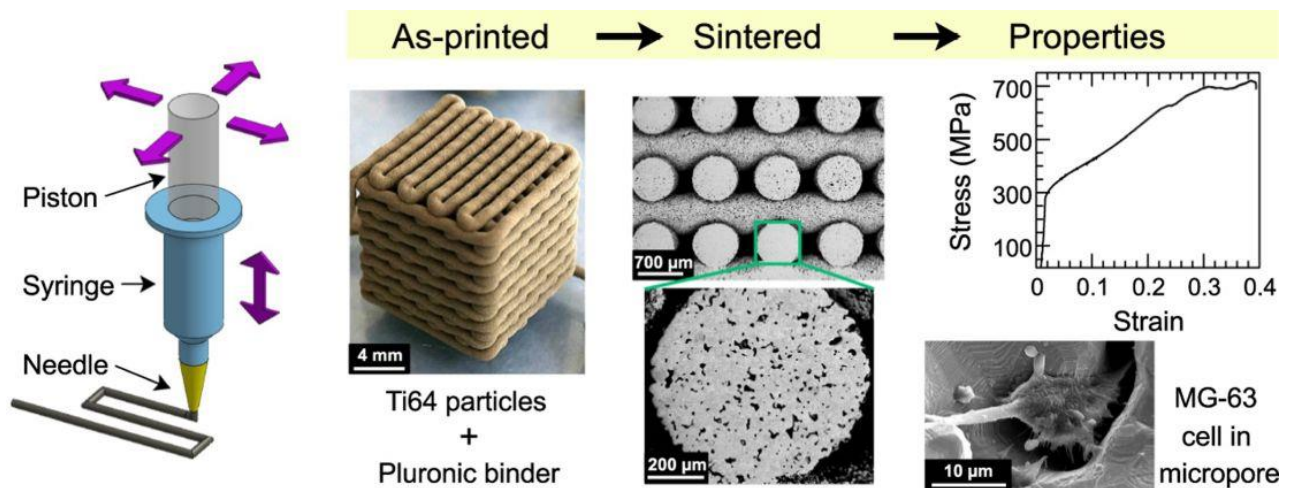 As-printed → Sintered → Properties
Piston
Syringe
Needle
4 mm
Ti64 particles
+
Pluronic binder
700 µm
200 µm
700
500
300
100
Stress (MPa)
0 0.1 0.2 0.3 0.4
Strain
10 µm
MG-63
cell in
micropore